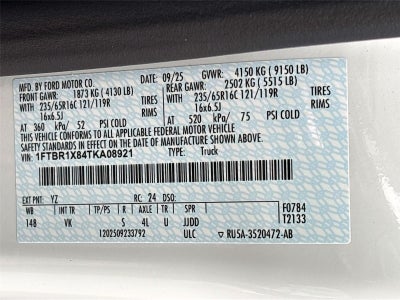 MFD. BY FORD MOTOR CO. 09/25 GVWR: 4150 KG ( 9150 LB)
FRONT GAWR: 1873 KG ( 4130 LB) REAR GAWR: 2502 KG ( 5515 LB)
WITH WITH
235/65R16C 121/119R TIRES 235/65R16C 121/119R TIRES
16x6.5J RIMS 16x6.5J RIMS
AT 360 kPa/ 52 PSI COLD AT 520 kPa/ 75 PSI COLD
THIS VEHICLE CONFORMS TO ALL APPLICABLE FEDERAL MOTOR VEHICLE
SAFETY STANDARDS IN EFFECT ON THE DATE OF MANUFACTURE SHOWN ABOVE.
VIN: 1FTBR1X84TKA08921 TYPE: Truck
EXT PNT: YZ RC: 24 DSO:
WB TP/PS R AX SPR F0784
148 VK S 4L U JJDD T2133
1202509233792 ULC RU5A-3520472-AB